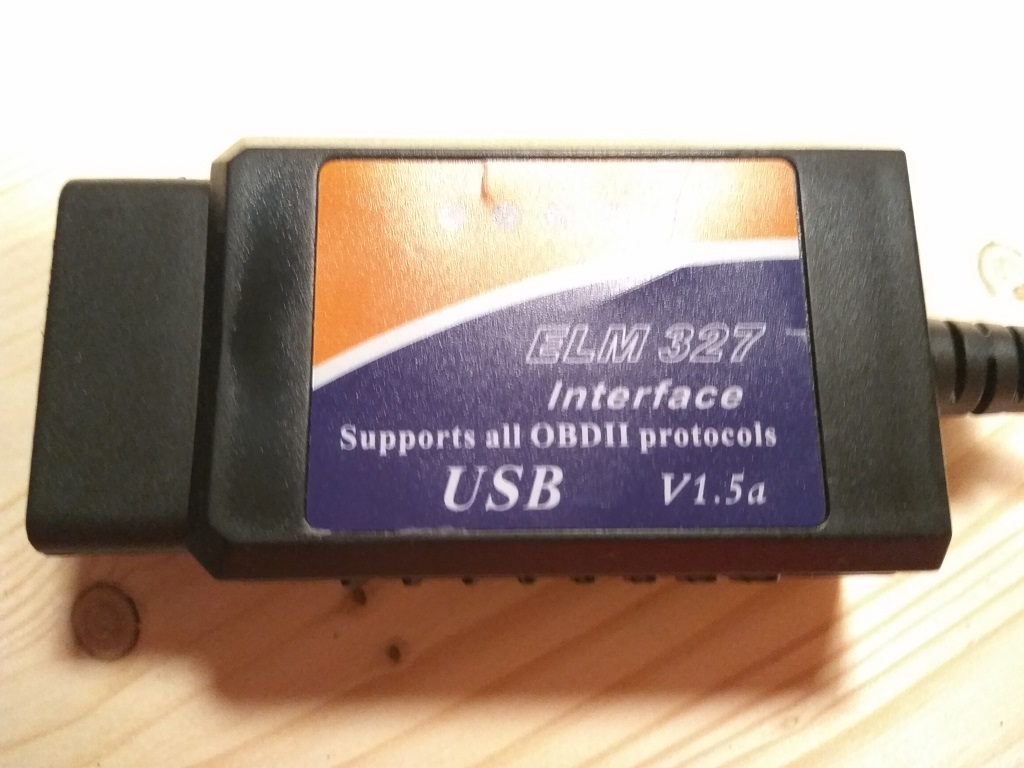 ELM 327
Interface
Supports all OBDII protocols
USB V1.5a